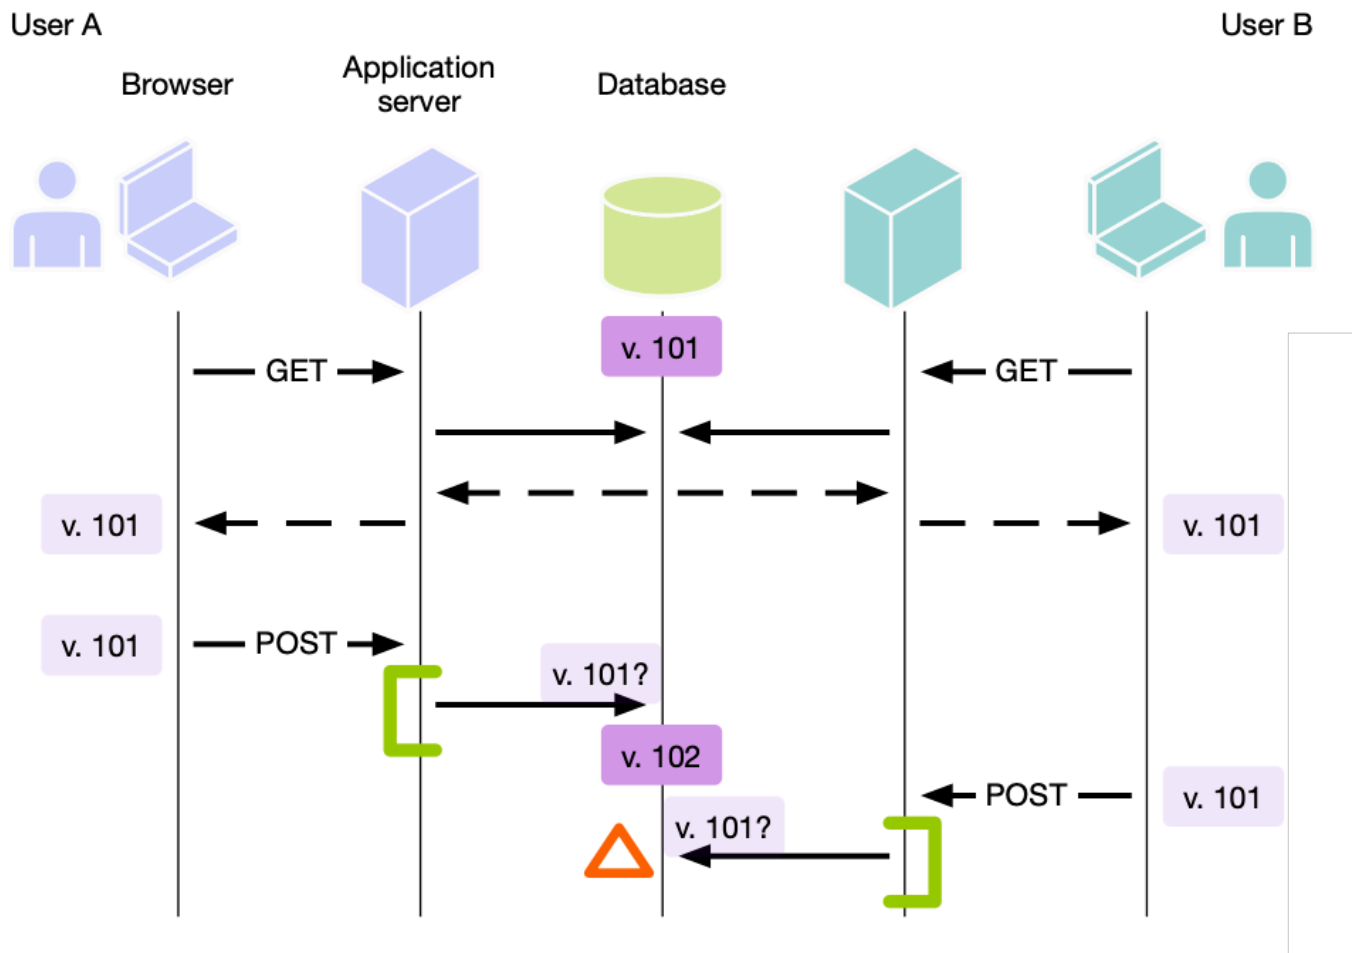 User A
User B
Browser
Application
server
Database
v. 101
GET
GET
v. 101
v. 101
v. 101
POST
v. 101?
v. 102
POST
v. 101
v. 101?